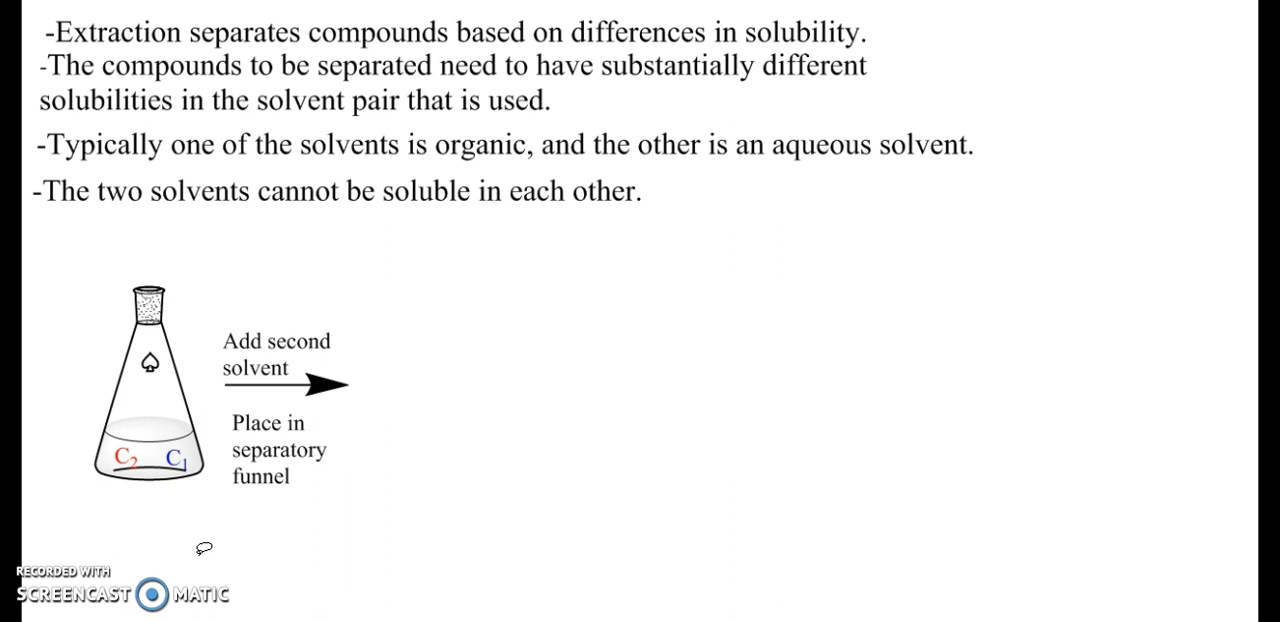 -Extraction separates compounds based on differences in solubility.
-The compounds to be separated need to have substantially different
solubilities in the solvent pair that is used.
-Typically one of the solvents is organic, and the other is an aqueous solvent.
-The two solvents cannot be soluble in each other.
Add second
solvent
Place in
separatory
funnel
C₂ C₁
RECORDED WITH
SCREENCAST MATIC